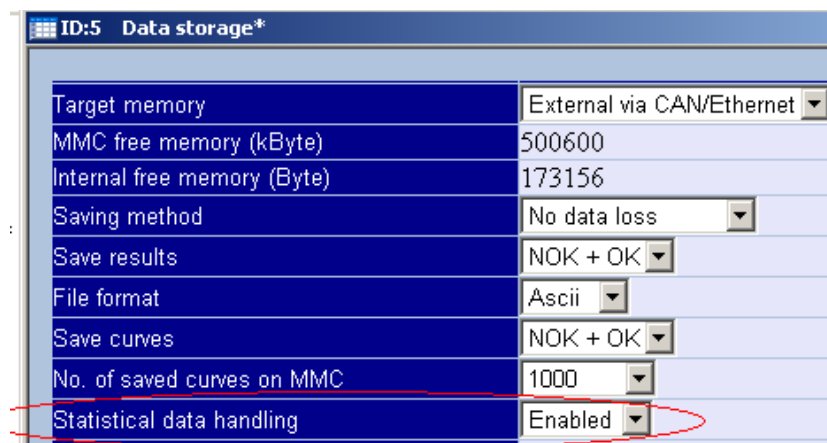 ID:5 Data storage*
Target memory External via CAN/Ethernet
MMC free memory (kByte) 500600
Internal free memory (Byte) 173156
Saving method No data loss
Save results NOK + OK
File format Ascii
Save curves NOK + OK
No. of saved curves on MMC 1000
Statistical data handling Enabled